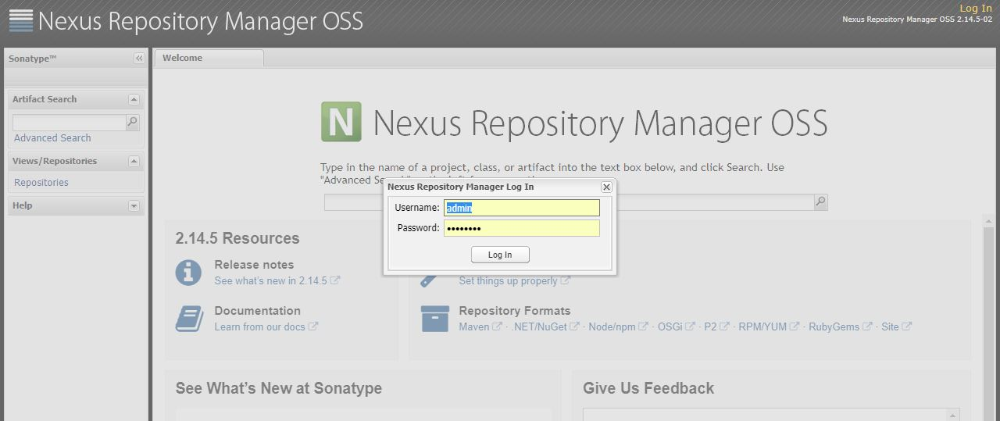 Nexus Repository Manager OSS
Log In
Nexus Repository Manager OSS 2.14.5-02
Sonatype™
Welcome
Artifact Search
Advanced Search
Views/Repositories
Repositories
Help
N Nexus Repository Manager OSS
Type in the name of a project, class, or artifact into the text box below, and click Search. Use
"Advanced
Nexus Repository Manager Log In
Username: admin
Password: ••••••••
Log In
2.14.5 Resources
Release notes
See what's new in 2.14.5
Set things up properly
Documentation
Learn from our docs
Repository Formats
Maven · .NET/NuGet · Node/npm · OSGi · P2 · RPM/YUM · RubyGems · Site
See What's New at Sonatype
Give Us Feedback